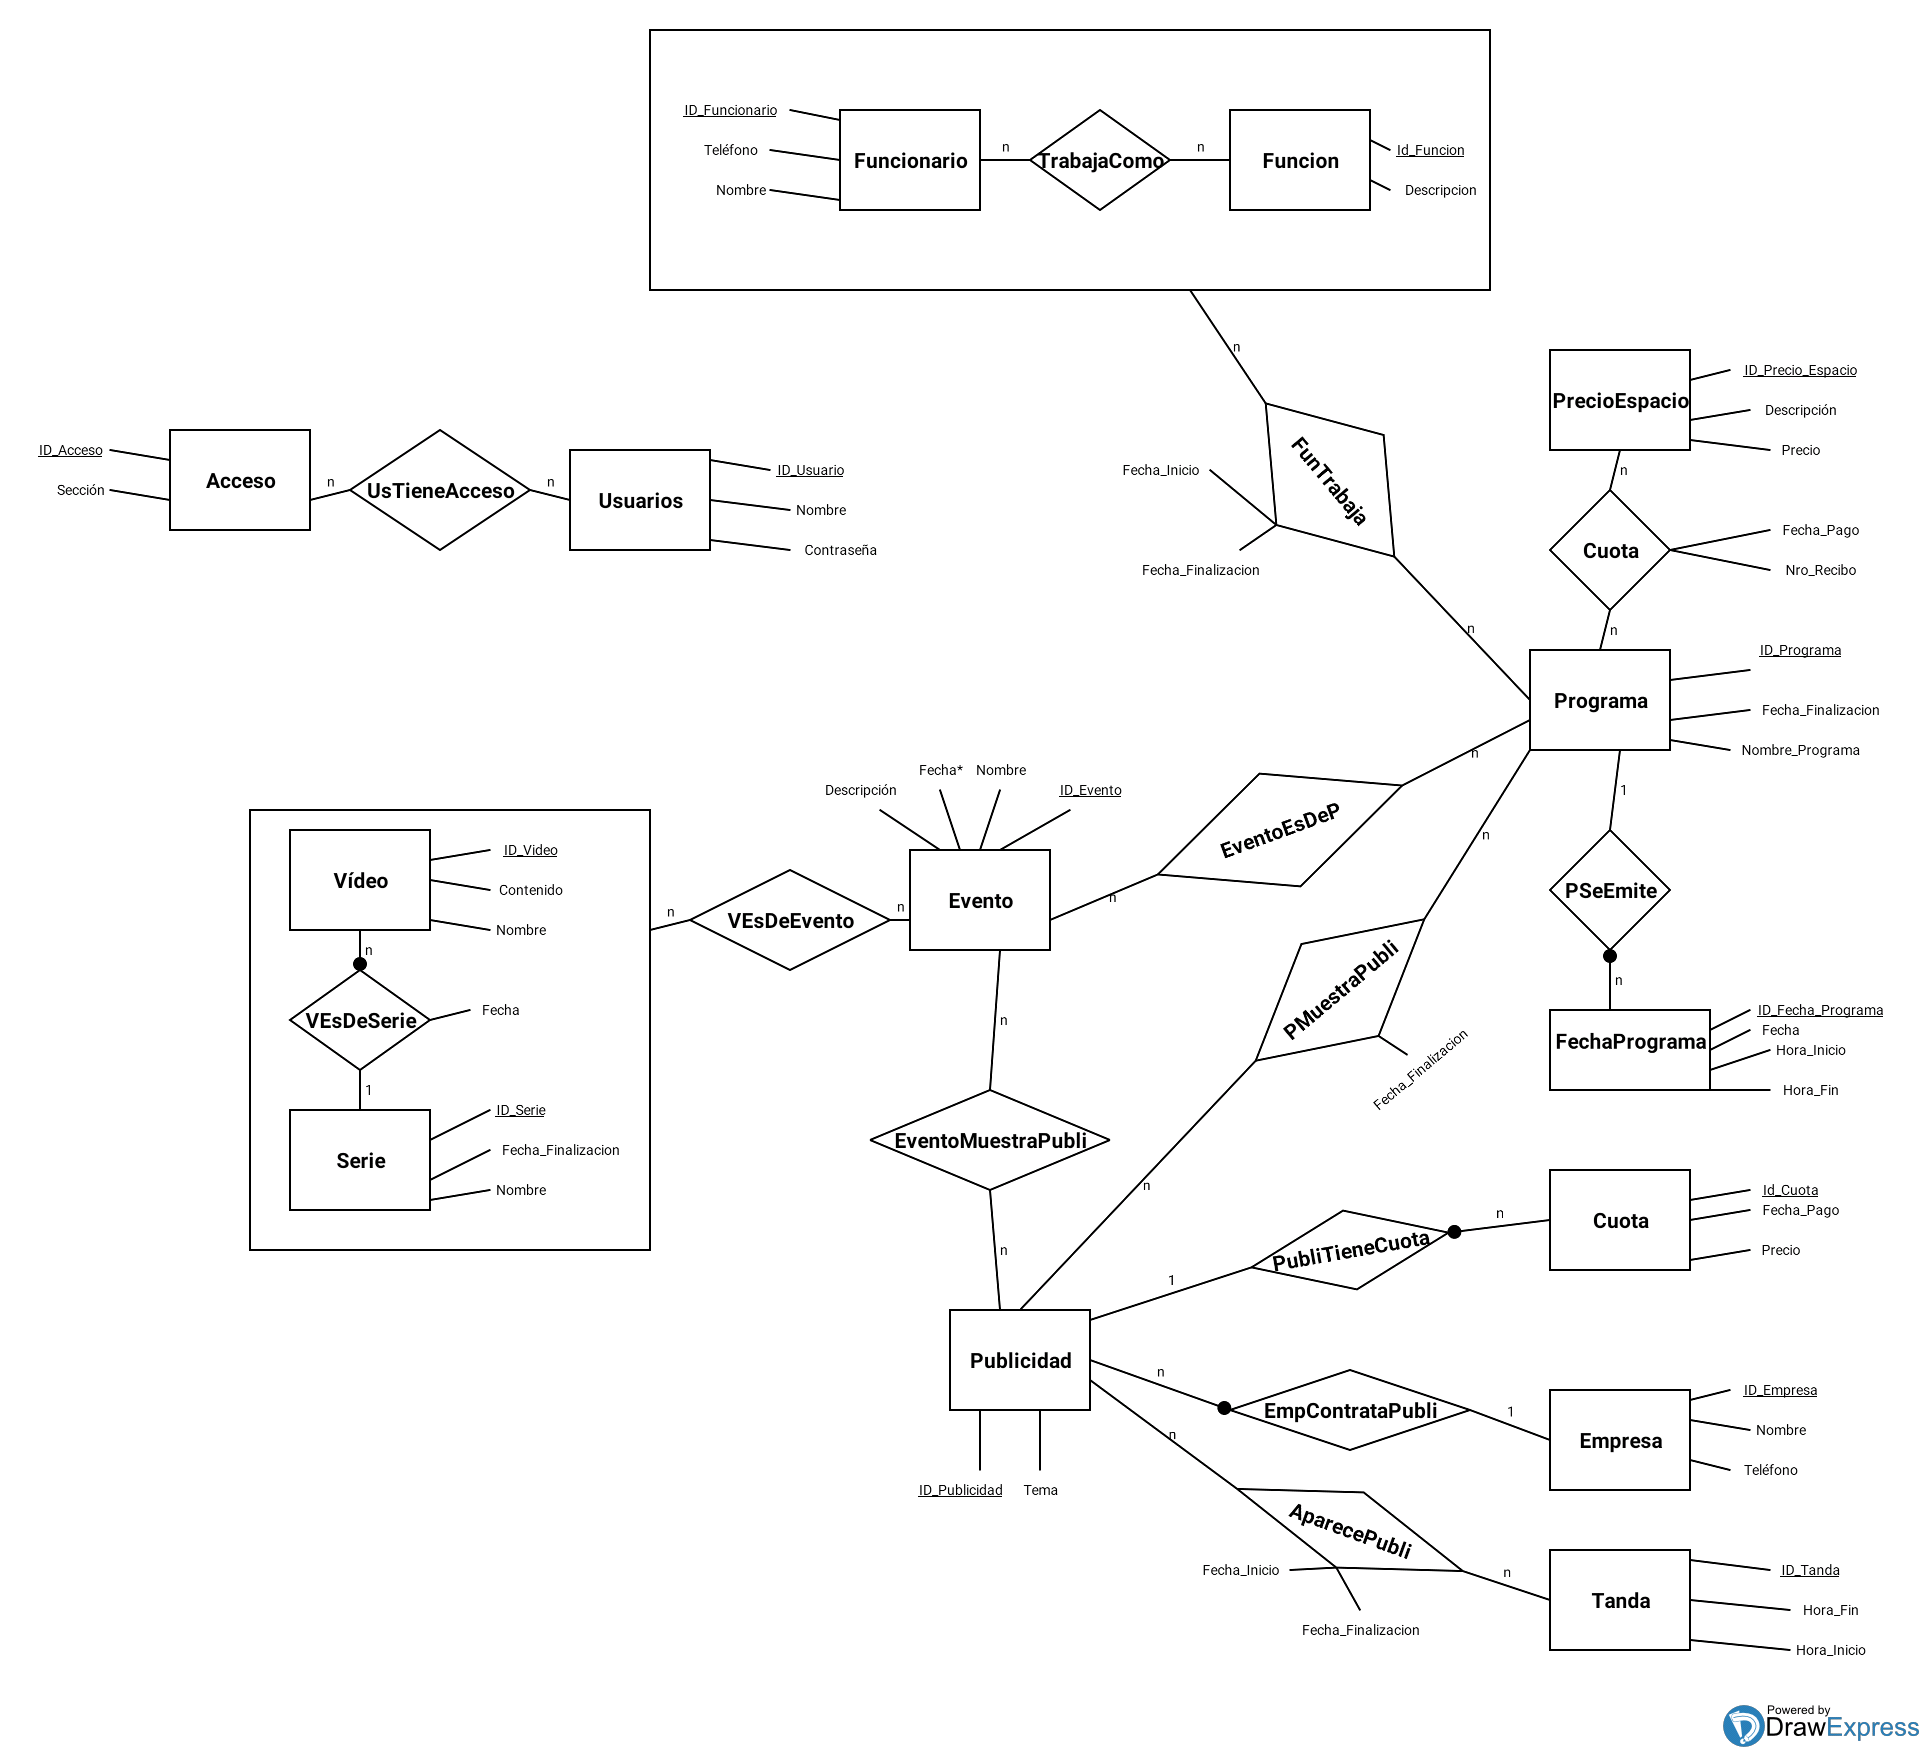 ID_Funcionario
Teléfono
Nombre
Funcionario
n
TrabajaComo
n
Funcion
Id_Funcion
Descripcion
n
FunTrabaja
Fecha_Inicio
Fecha_Finalizacion
n
PrecioEspacio
ID_Precio_Espacio
Descripción
Precio
n
Cuota
Fecha_Pago
Nro_Recibo
n
ID_Acceso
Sección
Acceso
n
UsTieneAcceso
n
Usuarios
ID_Usuario
Nombre
Contraseña
Programa
ID_Programa
Fecha_Finalizacion
Nombre_Programa
1
PSeEmite
n
FechaPrograma
ID_Fecha_Programa
Fecha
Hora_Inicio
Hora_Fin
n
EventoEsDeP
n
n
PMuestraPubli
Fecha_Finalizacion
n
Descripción
Fecha*
Nombre
ID_Evento
Evento
n
VEsDeEvento
n
Vídeo
ID_Video
Contenido
Nombre
n
VEsDeSerie
Fecha
1
Serie
ID_Serie
Fecha_Finalizacion
Nombre
n
EventoMuestraPubli
n
Publicidad
ID_Publicidad
Tema
1
PubliTieneCuota
n
Cuota
Id_Cuota
Fecha_Pago
Precio
n
EmpContrataPubli
1
Empresa
ID_Empresa
Nombre
Teléfono
n
AparecePubli
Fecha_Inicio
Fecha_Finalizacion
n
Tanda
ID_Tanda
Hora_Fin
Hora_Inicio
Powered by
DrawExpress